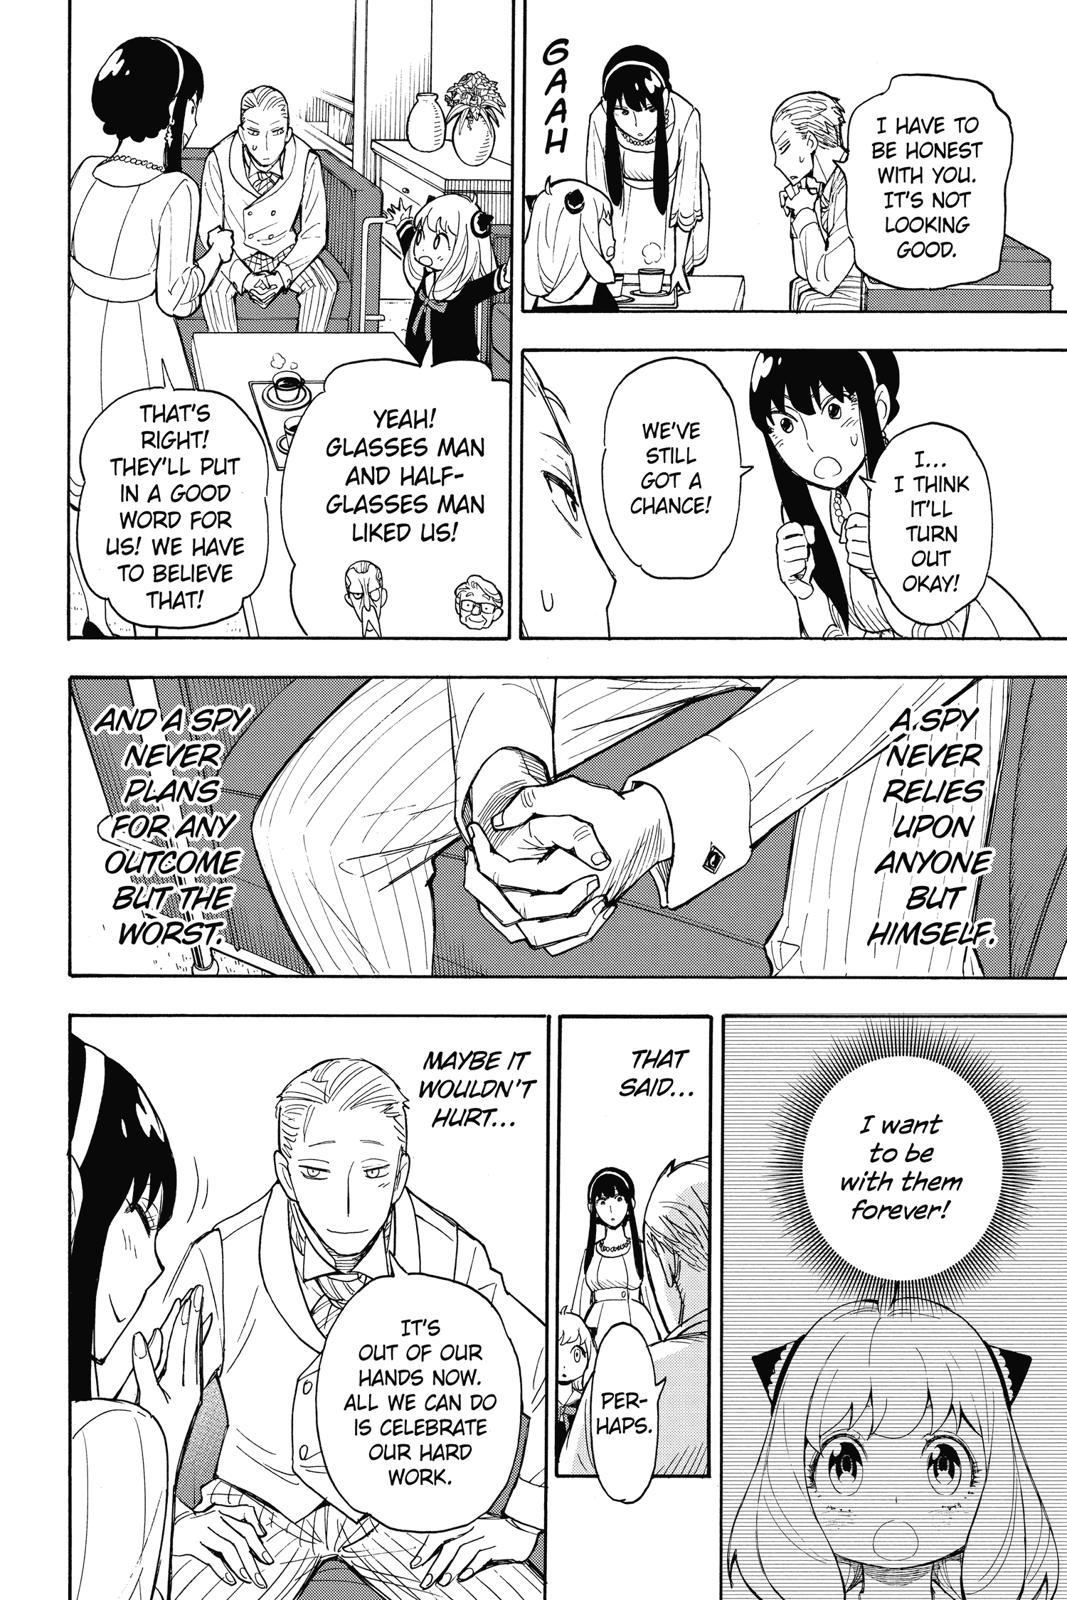 I HAVE TO
BE HONEST
WITH YOU.
IT'S NOT
LOOKING
GOOD.
GAAH
YEAH!
GLASSES MAN
AND HALF-
GLASSES MAN
LIKED US!
THAT'S
RIGHT!
THEY'LL PUT
IN A GOOD
WORD FOR
US! WE HAVE
TO BELIEVE
THAT!
I...
I THINK
IT'LL
TURN
OUT
OKAY!
WE'VE
STILL
GOT A
CHANCE!
A SPY
NEVER
RELIES
UPON
ANYONE
BUT
HIMSELF.
AND A SPY
NEVER
PLANS
FOR ANY
OUTCOME
BUT THE
WORST.
I want
to be
with them
forever!
THAT
SAID...
PER-
HAPS.
MAYBE IT
WOULDN'T
HURT...
IT'S
OUT OF OUR
HANDS NOW.
ALL WE CAN DO
IS CELEBRATE
OUR HARD
WORK.